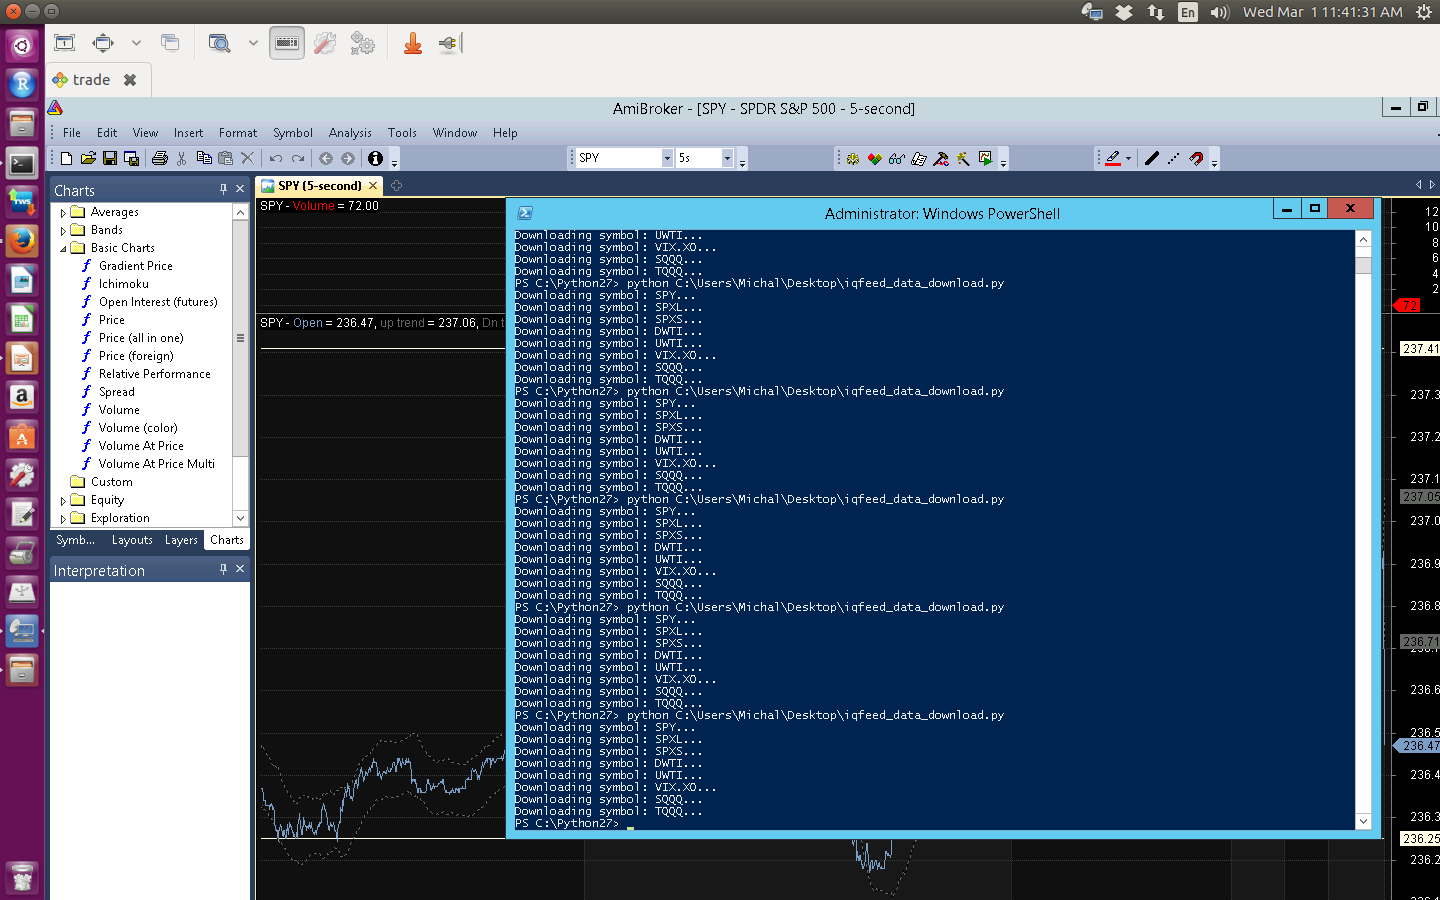 En
Wed Mar 1 11:41:31 AM
trade
AmiBroker - [SPY - SPDR S&P 500 - 5-second]
File Edit View Insert Format Symbol Analysis Tools Window Help
SPY
5s
Charts
SPY (5-second)
Averages
Bands
Basic Charts
Gradient Price
Ichimoku
Open Interest (futures)
Price
Price (all in one)
Price (foreign)
Relative Performance
Spread
Volume
Volume (color)
Volume At Price
Volume At Price Multi
Custom
Equity
Exploration
Symb... Layouts Layers Charts
Interpretation
SPY - Volume = 72.00
SPY - Open = 236.47, up trend = 237.06, Dn t
Administrator: Windows PowerShell
Downloading symbol: UWTI...
Downloading symbol: VIX.XO...
Downloading symbol: SQQQ...
Downloading symbol: TQQQ...
PS C:\Python27> python C:\Users\Michal\Desktop\iqfeed_data_download.py
Downloading symbol: SPY...
Downloading symbol: SPXL...
Downloading symbol: SPXS...
Downloading symbol: DWTI...
Downloading symbol: UWTI...
Downloading symbol: VIX.XO...
Downloading symbol: SQQQ...
Downloading symbol: TQQQ...
PS C:\Python27> python C:\Users\Michal\Desktop\iqfeed_data_download.py
Downloading symbol: SPY...
Downloading symbol: SPXL...
Downloading symbol: SPXS...
Downloading symbol: DWTI...
Downloading symbol: UWTI...
Downloading symbol: VIX.XO...
Downloading symbol: SQQQ...
Downloading symbol: TQQQ...
PS C:\Python27> python C:\Users\Michal\Desktop\iqfeed_data_download.py
Downloading symbol: SPY...
Downloading symbol: SPXL...
Downloading symbol: SPXS...
Downloading symbol: DWTI...
Downloading symbol: UWTI...
Downloading symbol: VIX.XO...
Downloading symbol: SQQQ...
Downloading symbol: TQQQ...
PS C:\Python27> python C:\Users\Michal\Desktop\iqfeed_data_download.py
Downloading symbol: SPY...
Downloading symbol: SPXL...
Downloading symbol: SPXS...
Downloading symbol: DWTI...
Downloading symbol: UWTI...
Downloading symbol: VIX.XO...
Downloading symbol: SQQQ...
Downloading symbol: TQQQ...
PS C:\Python27> python C:\Users\Michal\Desktop\iqfeed_data_download.py
Downloading symbol: SPY...
Downloading symbol: SPXL...
Downloading symbol: SPXS...
Downloading symbol: DWTI...
Downloading symbol: UWTI...
Downloading symbol: VIX.XO...
Downloading symbol: SQQQ...
Downloading symbol: TQQQ...
PS C:\Python27>
12
10
8
6
4
2
72
237.41
237.3
237.2
237.1
237.05
237.0
236.9
236.8
236.71
236.6
236.5
236.47
236.4
236.3
236.25
236.2